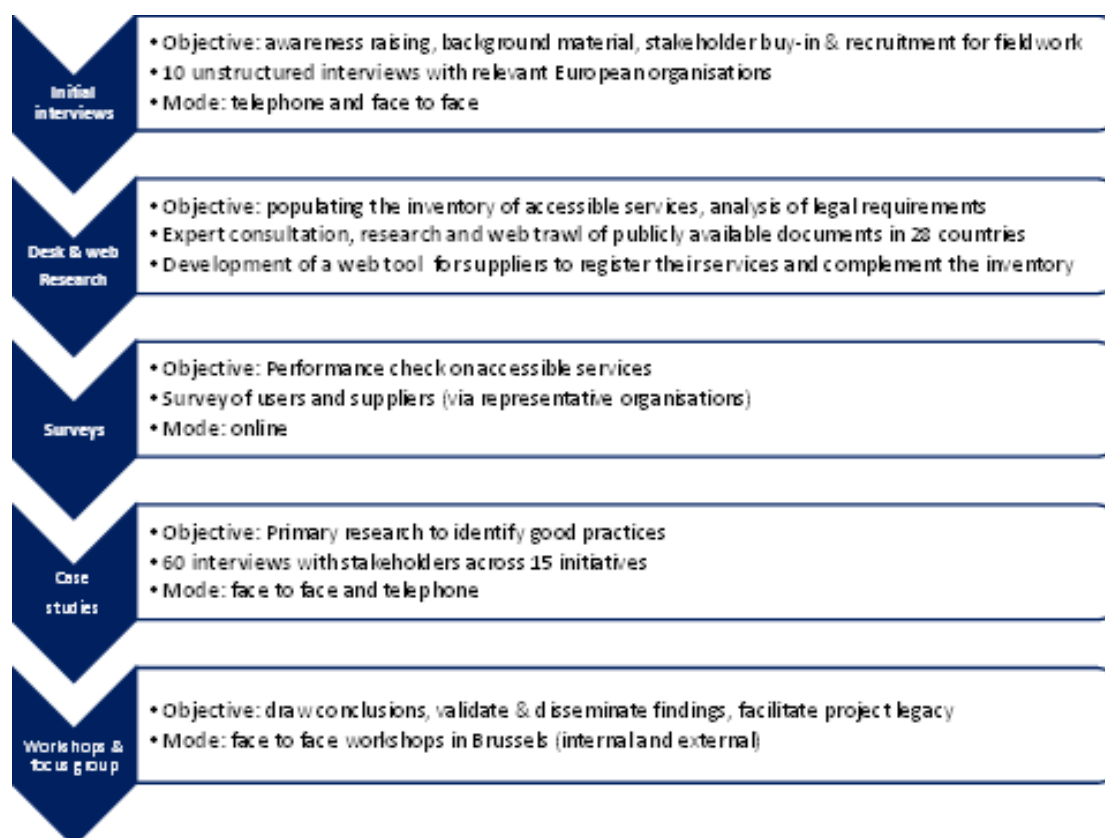 Initial
interviews
• Objective: awareness raising, background material, stakeholder buy-in & recruitment for fieldwork
• 10 unstructured interviews with relevant European organisations
• Mode: telephone and face to face
Desk & web
Research
• Objective: populating the inventory of accessible services, analysis of legal requirements
• Expert consultation, research and web trawl of publicly available documents in 28 countries
• Development of a web tool for suppliers to register their services and complement the inventory
Surveys
• Objective: Performance check on accessible services
• Survey of users and suppliers (via representative organisations)
• Mode: online
Case
studies
• Objective: Primary research to identify good practices
• 60 interviews with stakeholders across 15 initiatives
• Mode: face to face and telephone
Workshops &
focus group
• Objective: draw conclusions, validate & disseminate findings, facilitate project legacy
• Mode: face to face workshops in Brussels (internal and external)